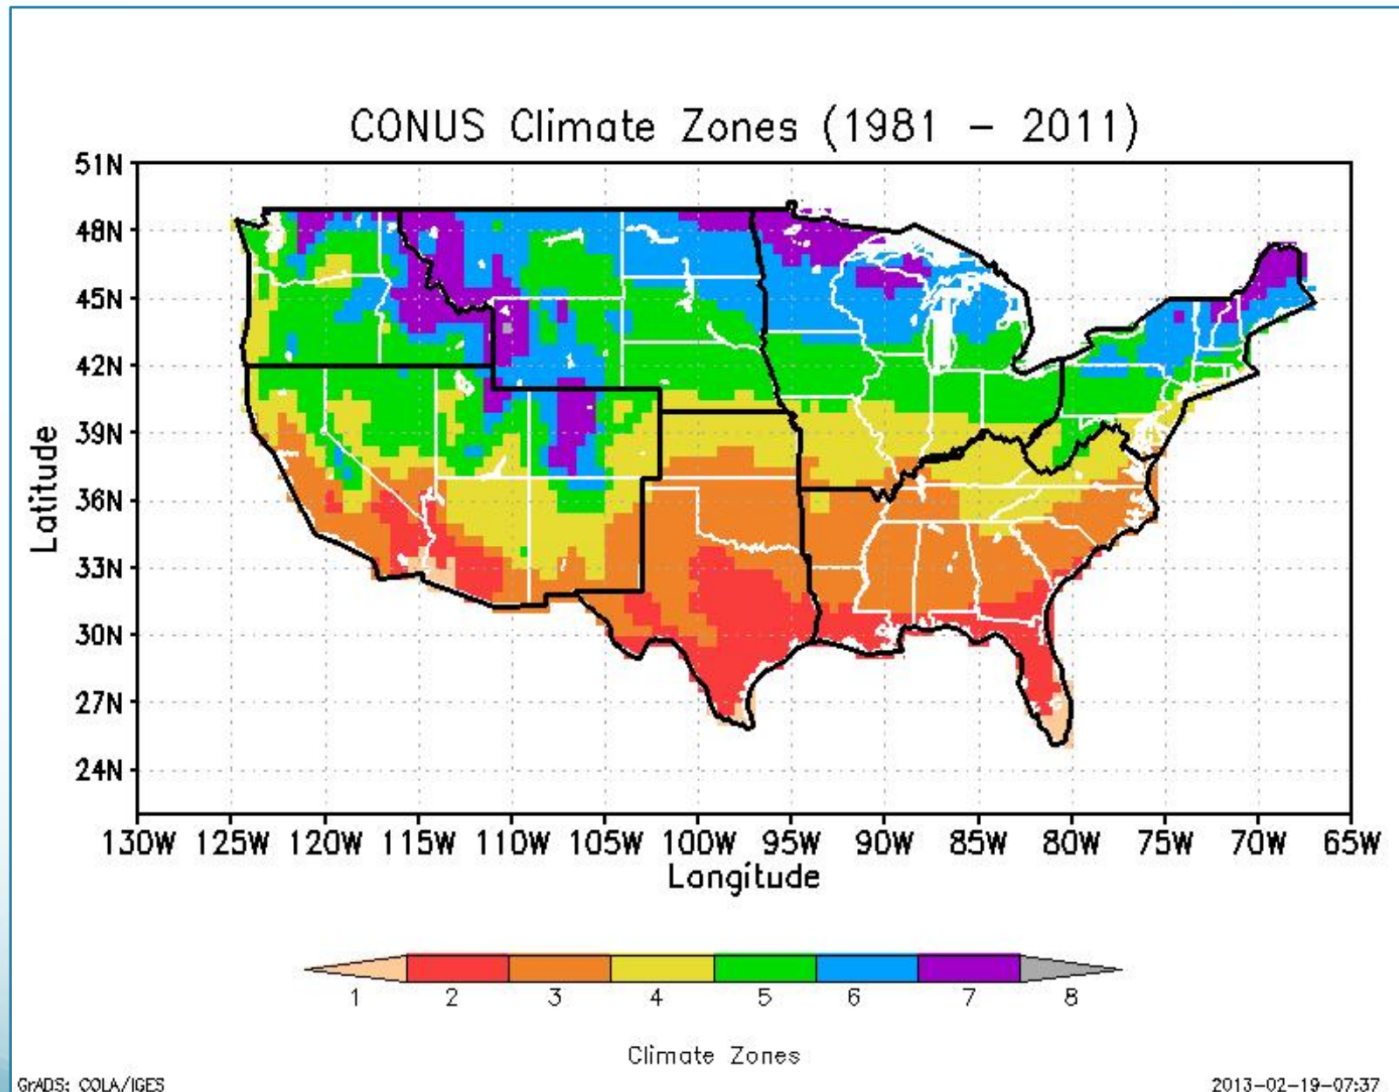 CONUS Climate Zones (1981 - 2011)
51N
48N
45N
42N
39N
36N
33N
30N
27N
24N
Latitude
130W 125W 120W 115W 110W 105W 100W 95W 90W 85W 80W 75W 70W 65W
Longitude
1 2 3 4 5 6 7 8
Climate Zones
GrADS: COLA/IGES
2013-02-19-07:37